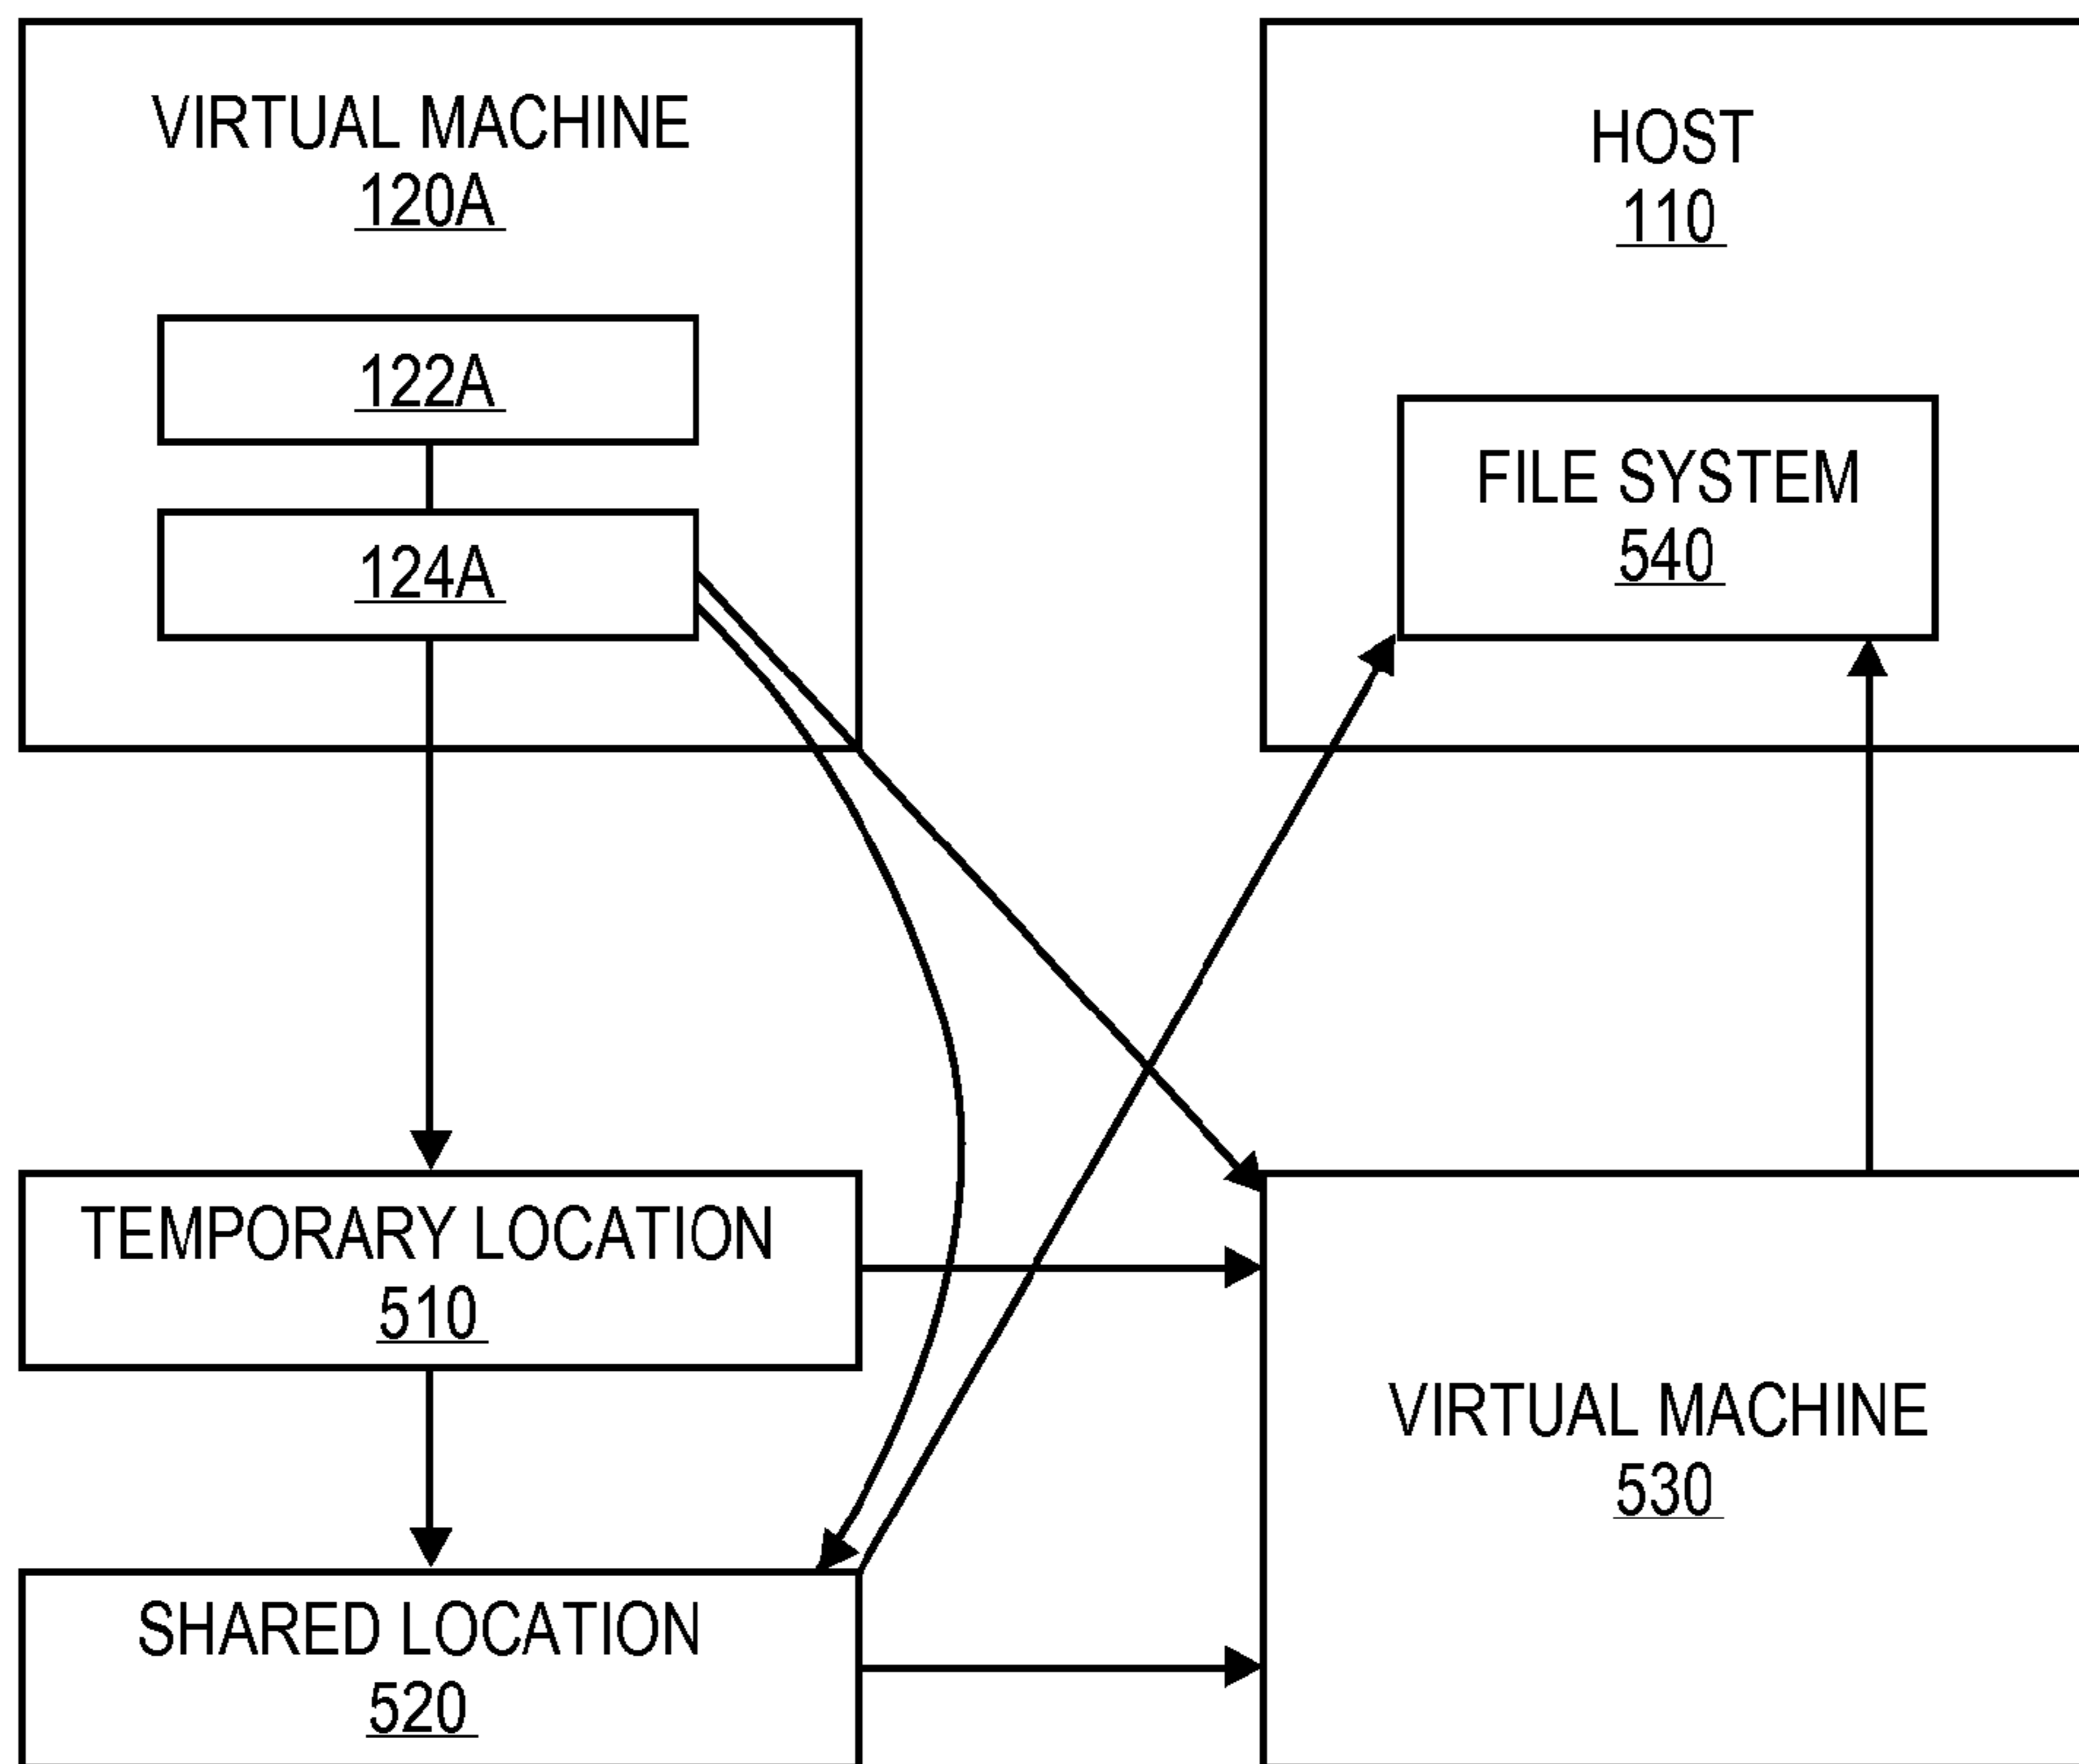 VIRTUAL MACHINE
120A
122A
124A
HOST
110
FILE SYSTEM
540
TEMPORARY LOCATION
510
SHARED LOCATION
520
VIRTUAL MACHINE
530